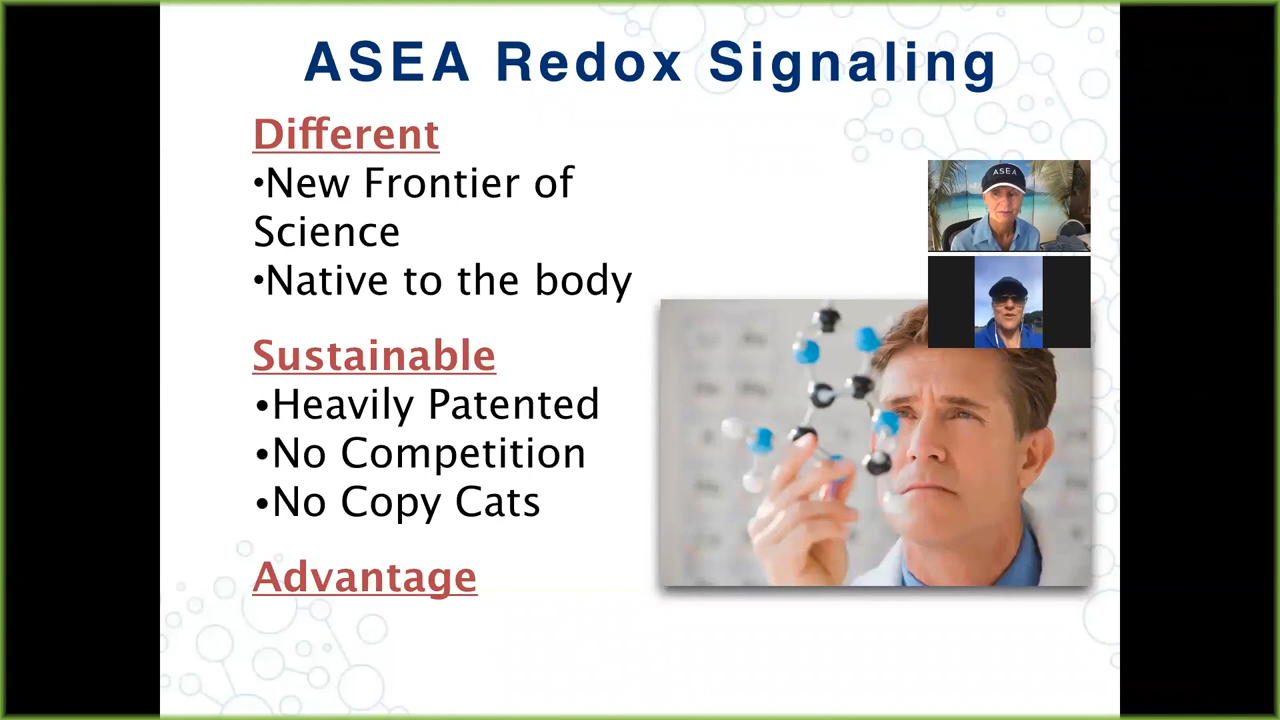 ASEA Redox Signaling
Different
•New Frontier of
Science
•Native to the body
Sustainable
•Heavily Patented
•No Competition
•No Copy Cats
Advantage
ASEA